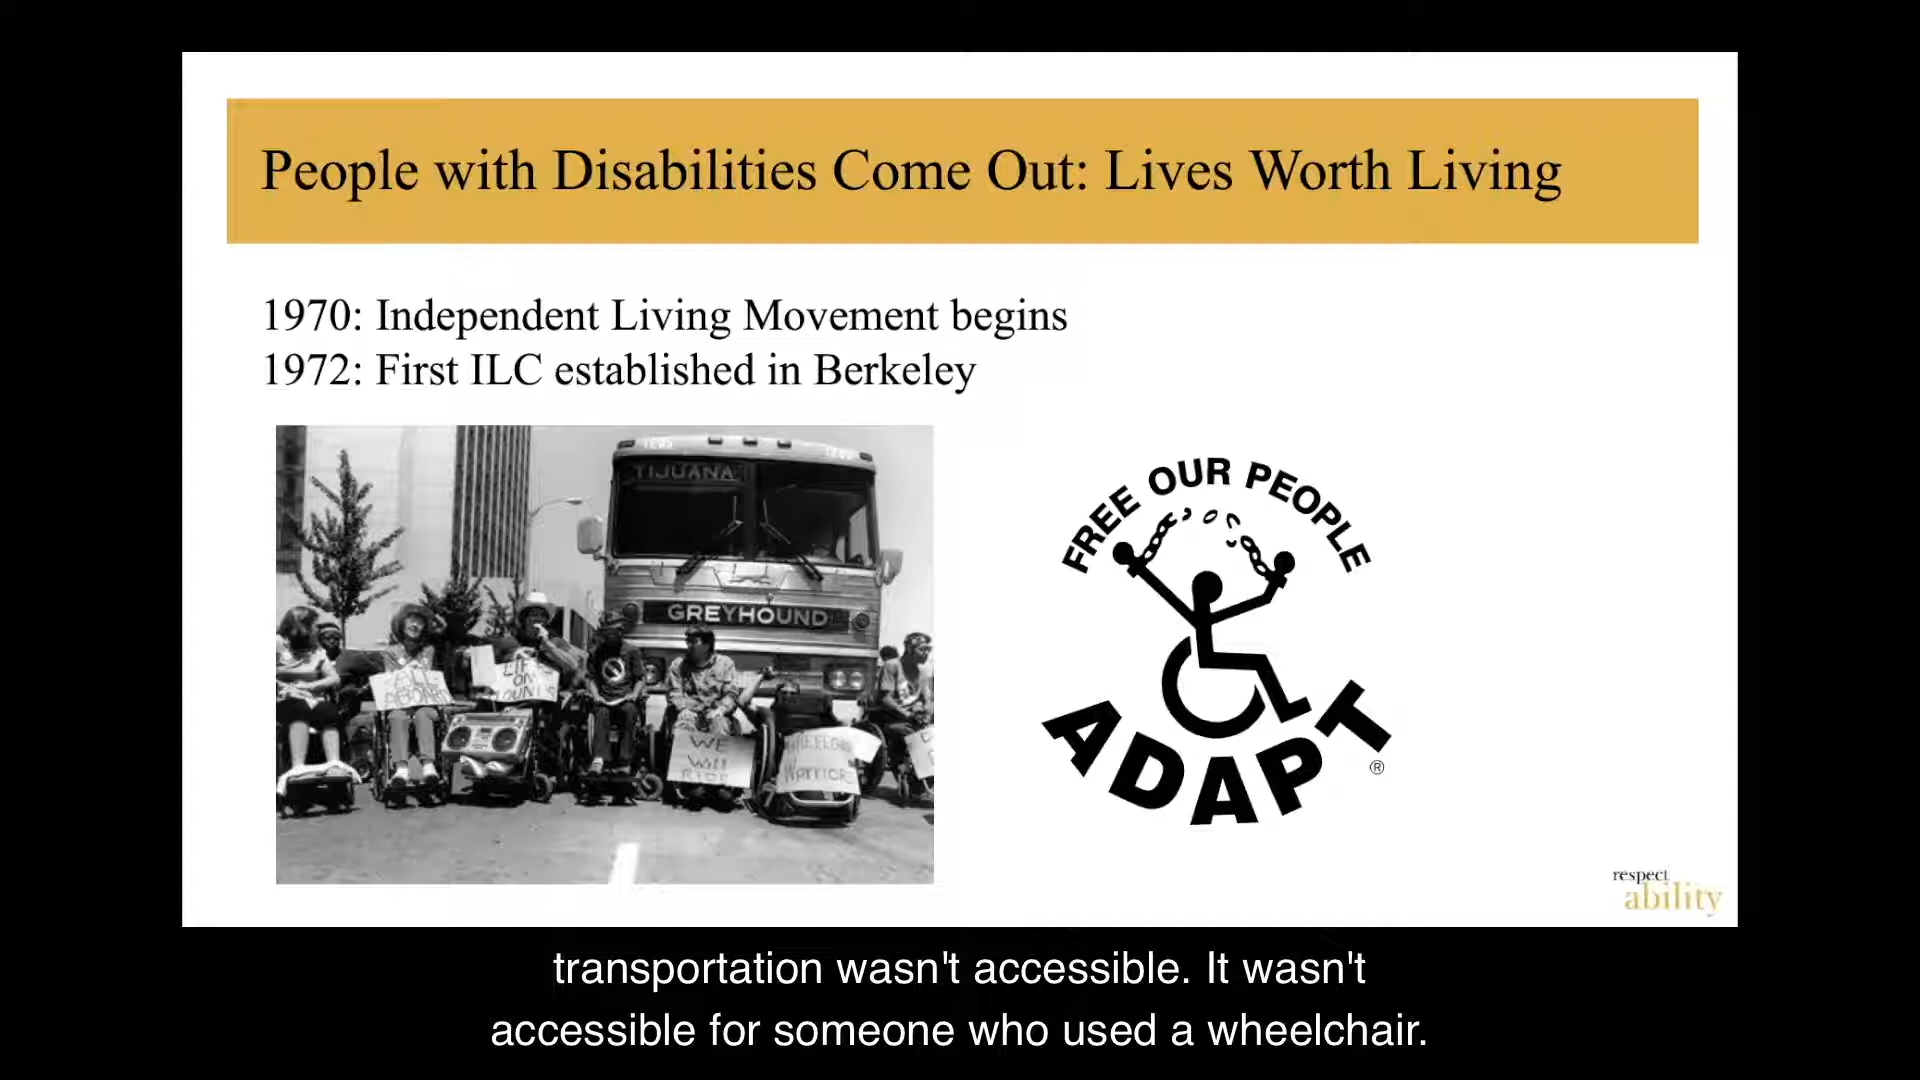 People with Disabilities Come Out: Lives Worth Living
1970: Independent Living Movement begins
1972: First ILC established in Berkeley
TIJUANA
GREYHOUND
ALL
ABOARD
WE
WILL
RIDE
WARRIORS
FREE OUR PEOPLE
ADAPT
®
respect
ability
transportation wasn't accessible. It wasn't
accessible for someone who used a wheelchair.